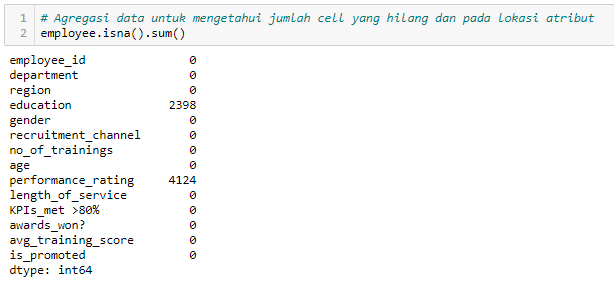 1 # Agregasi data untuk mengetahui jumlah cell yang hilang dan pada lokasi atribut
2 employee.isna().sum()
employee_id 0
department 0
region 0
education 2398
gender 0
recruitment_channel 0
no_of_trainings 0
age 0
performance_rating 4124
length_of_service 0
KPIs_met >80% 0
awards_won? 0
avg_training_score 0
is_promoted 0
dtype: int64